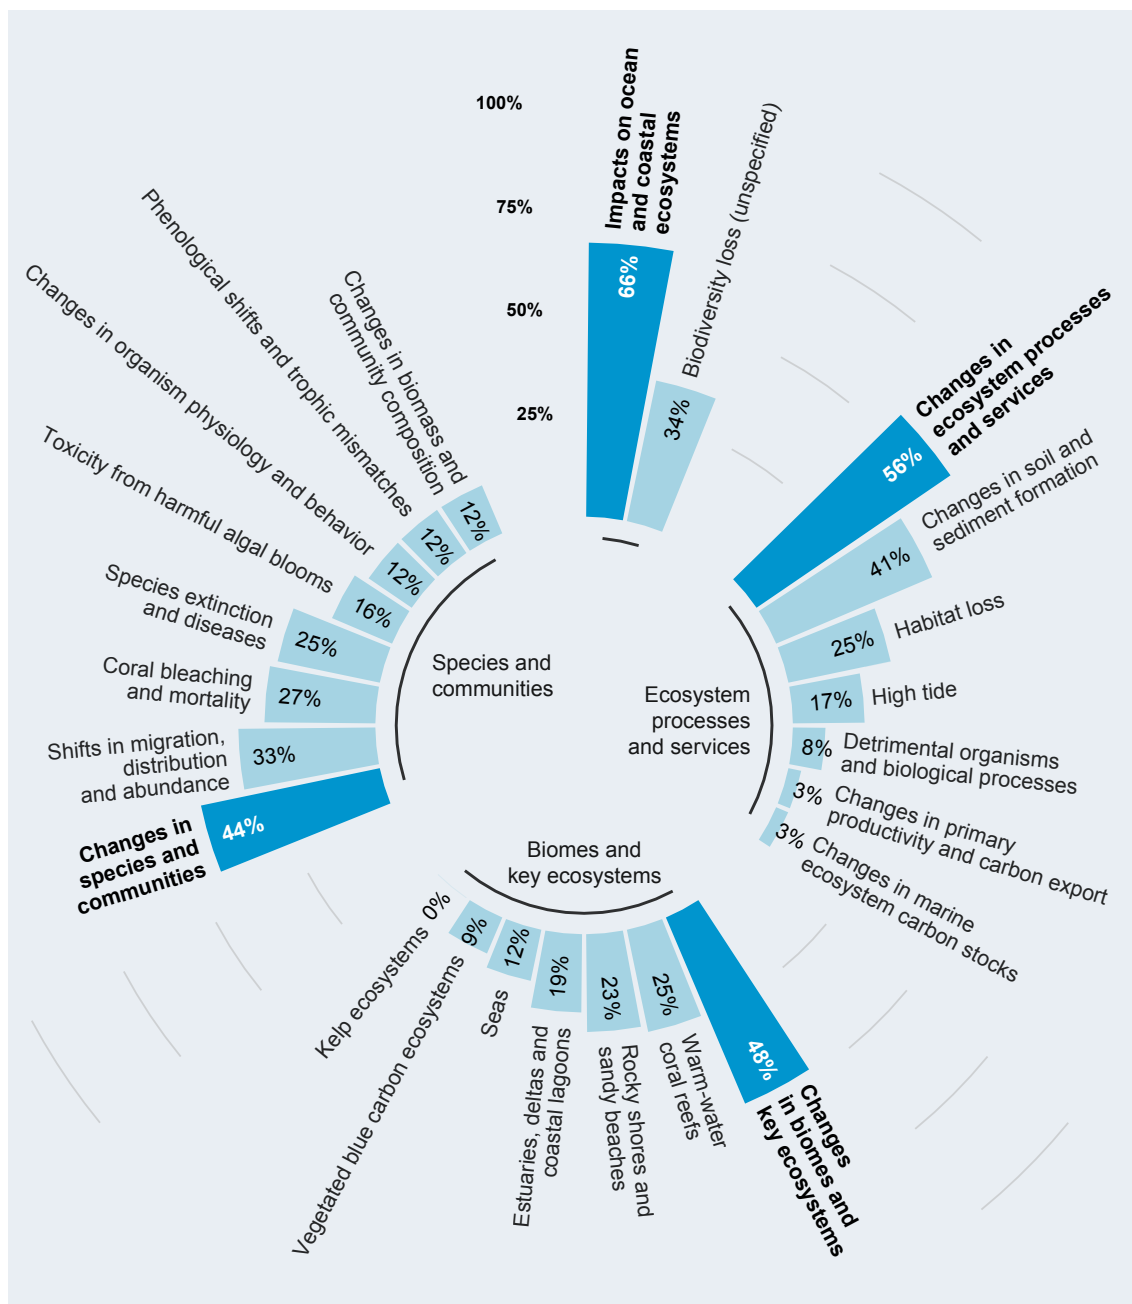 100%
75%
50%
25%
Impacts on ocean
and coastal
ecosystems
66%
Biodiversity loss (unspecified)
34%
Changes in
ecosystem processes
and services
56%
Changes in soil and
sediment formation
41%
Habitat loss
25%
High tide
17%
Detrimental organisms
and biological processes
8%
Changes in primary
productivity and carbon export
3%
Changes in marine
ecosystem carbon stocks
3%
Ecosystem
processes
and services
Changes
in biomes and
key ecosystems
48%
Warm-water
coral reefs
25%
Rocky shores and
sandy beaches
23%
Estuaries, deltas and
coastal lagoons
19%
Seas
12%
Vegetated blue carbon ecosystems
9%
Kelp ecosystems
0%
Biomes and
key ecosystems
Changes in
species and
communities
44%
Shifts in migration,
distribution
and abundance
33%
Coral bleaching
and mortality
27%
Species extinction
and diseases
25%
Toxicity from harmful algal blooms
16%
Changes in organism physiology and behavior
12%
Phenological shifts and trophic mismatches
12%
Changes in biomass and
community composition
12%
Species and
communities